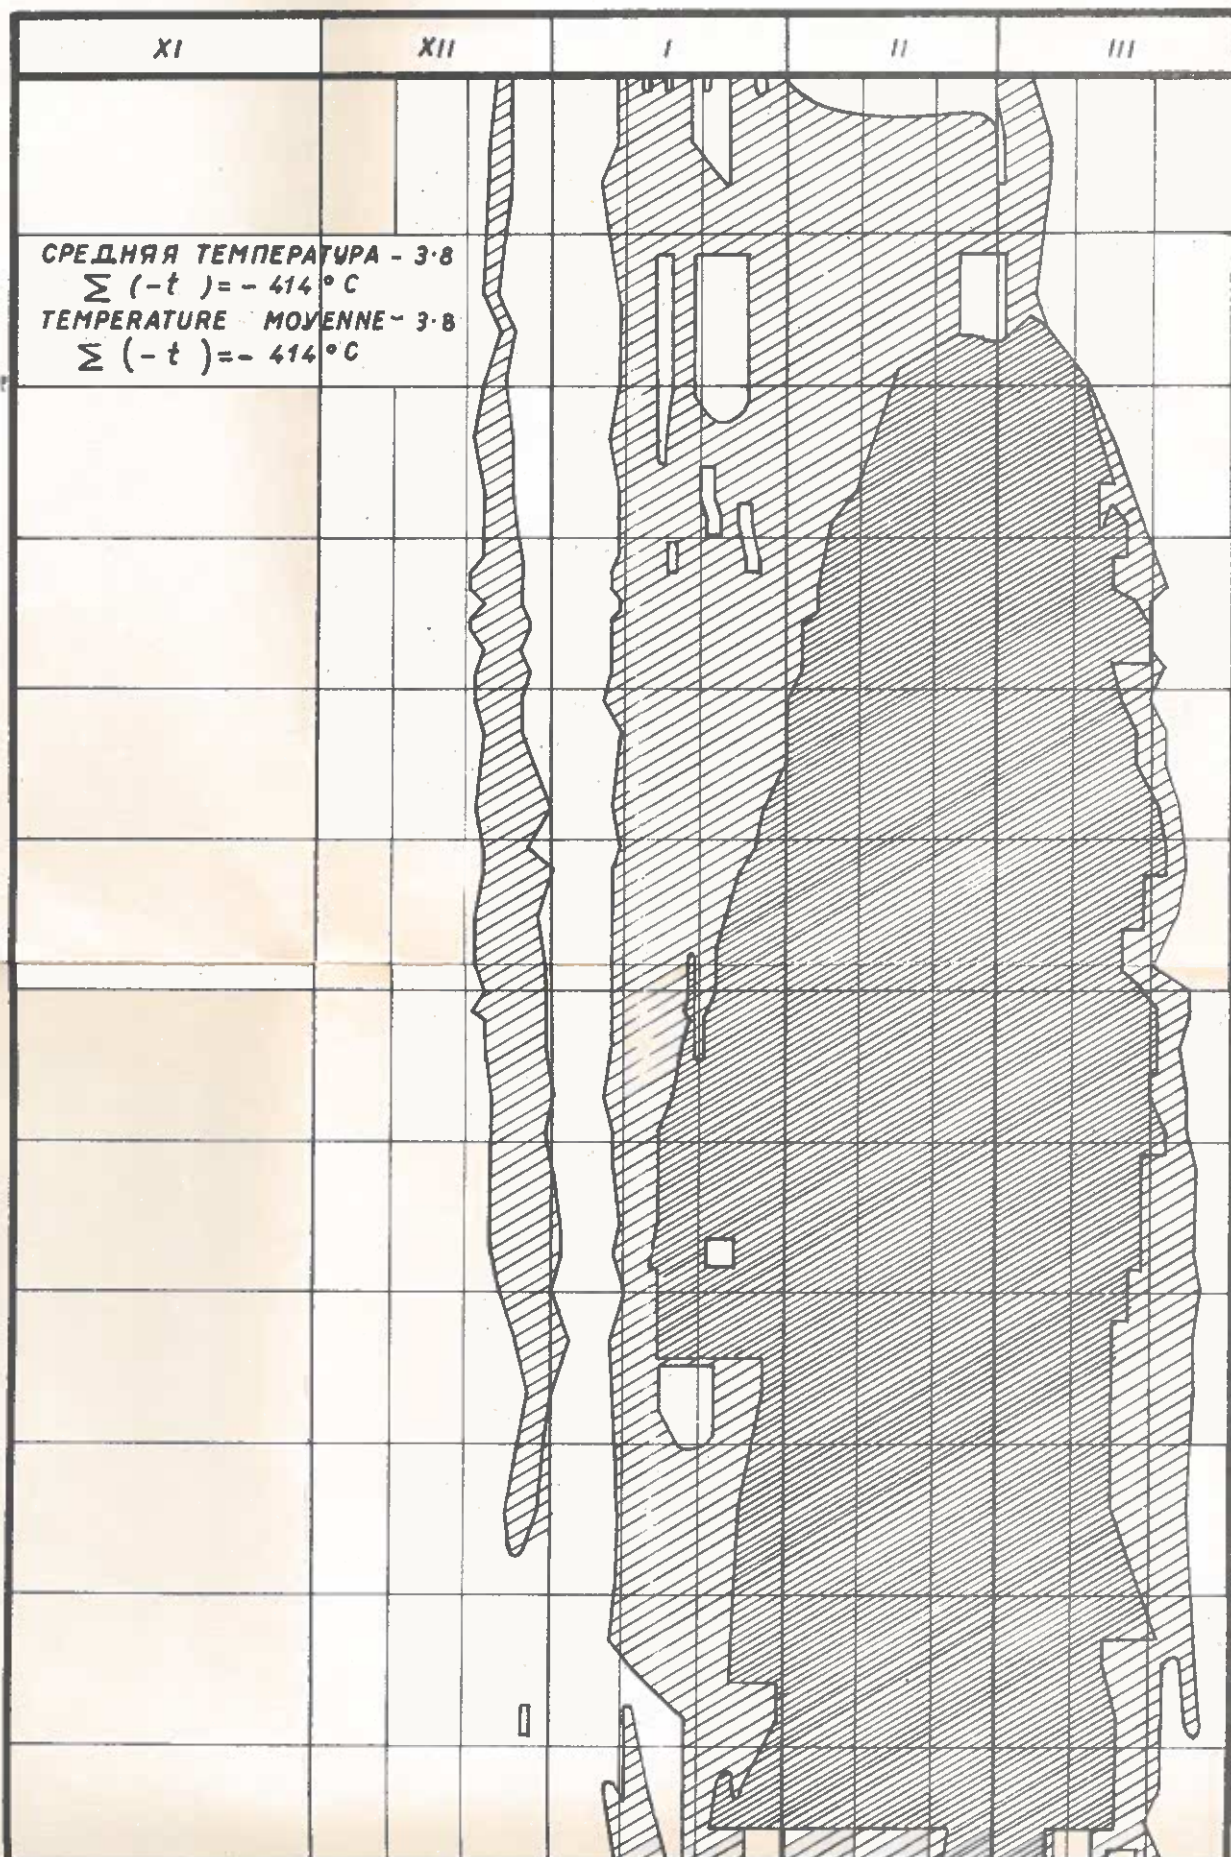 XI XII I II III
СРЕДНЯЯ ТЕМПЕРАТУРА - 3·8
Σ (-t ) = - 414 °C
TEMPERATURE MOYENNE - 3·8
Σ (-t ) = - 414 °C